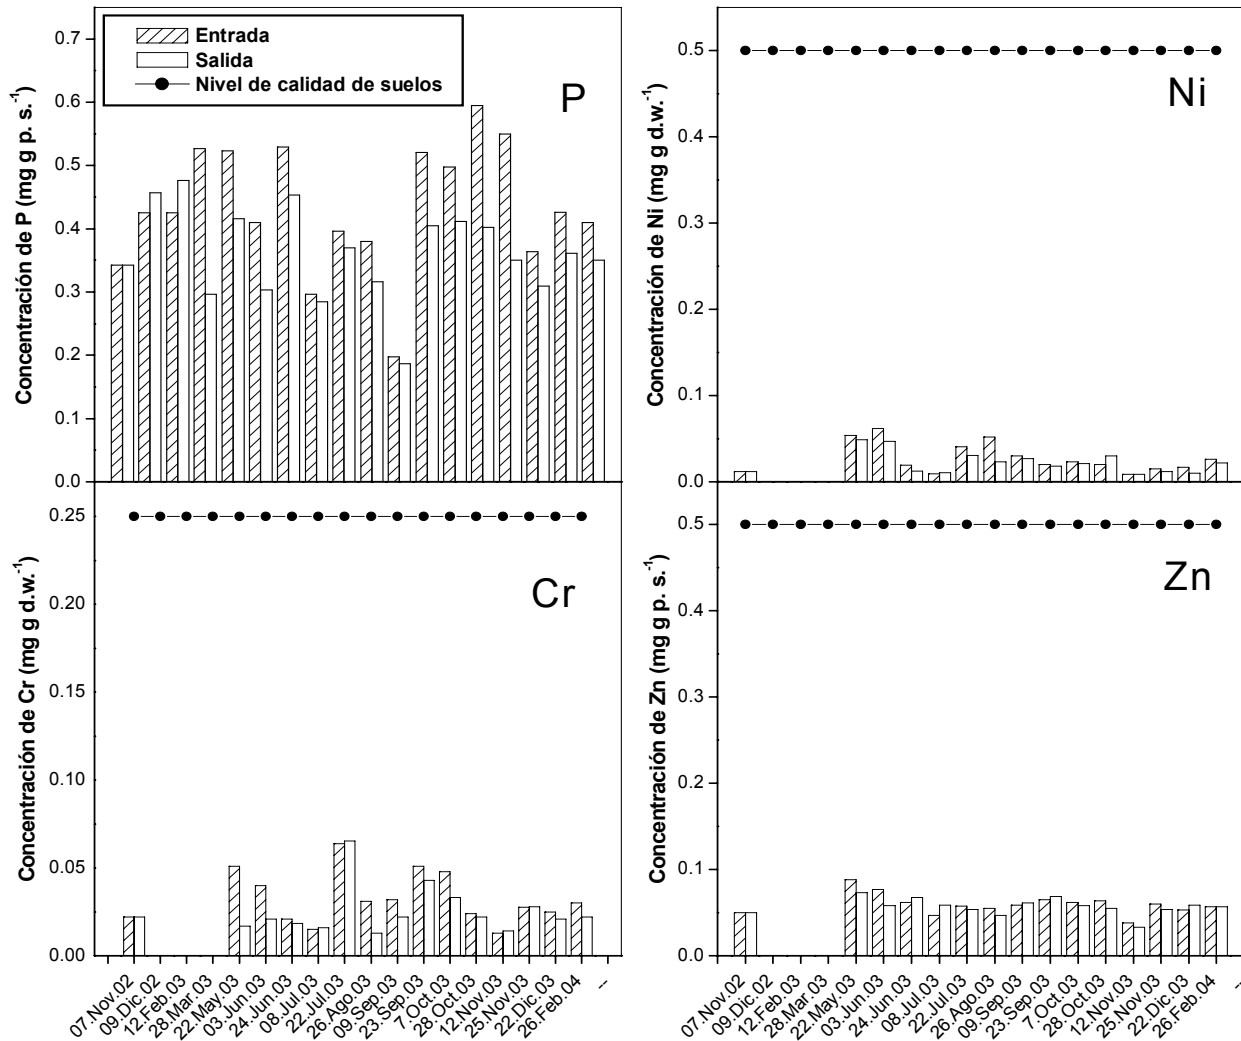 Entrada
Salida
Nivel de calidad de suelos
P
Concentración de P (mg g p. s.⁻¹)
0.7
0.6
0.5
0.4
0.3
0.2
0.1
0.0
Ni
Concentración de Ni (mg g d.w.⁻¹)
0.5
0.4
0.3
0.2
0.1
0.0
Cr
Concentración de Cr (mg g d.w.⁻¹)
0.25
0.20
0.15
0.10
0.05
0.00
07.Nov.02
09.Dic.02
12.Feb.03
28.Mar.03
22.May.03
03.Jun.03
24.Jun.03
08.Jul.03
22.Jul.03
26.Ago.03
09.Sep.03
23.Sep.03
7.Oct.03
28.Oct.03
12.Nov.03
25.Nov.03
22.Dic.03
26.Feb.04
--
Zn
Concentración de Zn (mg g p. s.⁻¹)
0.5
0.4
0.3
0.2
0.1
0.0
07.Nov.02
09.Dic.02
12.Feb.03
28.Mar.03
22.May.03
03.Jun.03
24.Jun.03
08.Jul.03
22.Jul.03
26.Ago.03
09.Sep.03
23.Sep.03
7.Oct.03
28.Oct.03
12.Nov.03
25.Nov.03
22.Dic.03
26.Feb.04
--